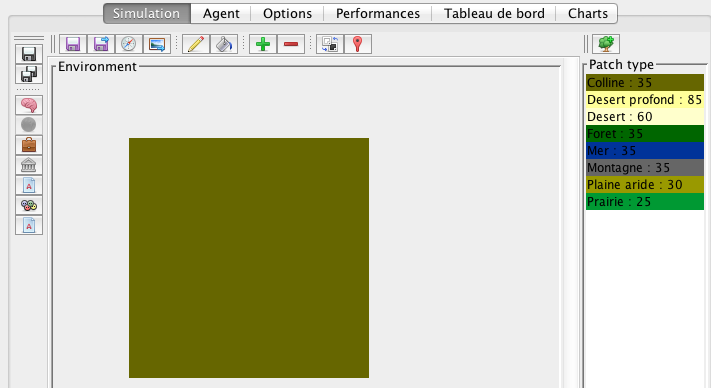 Simulation Agent Options Performances Tableau de bord Charts
Environment
Patch type
Colline : 35
Desert profond : 85
Desert : 60
Foret : 35
Mer : 35
Montagne : 35
Plaine aride : 30
Prairie : 25